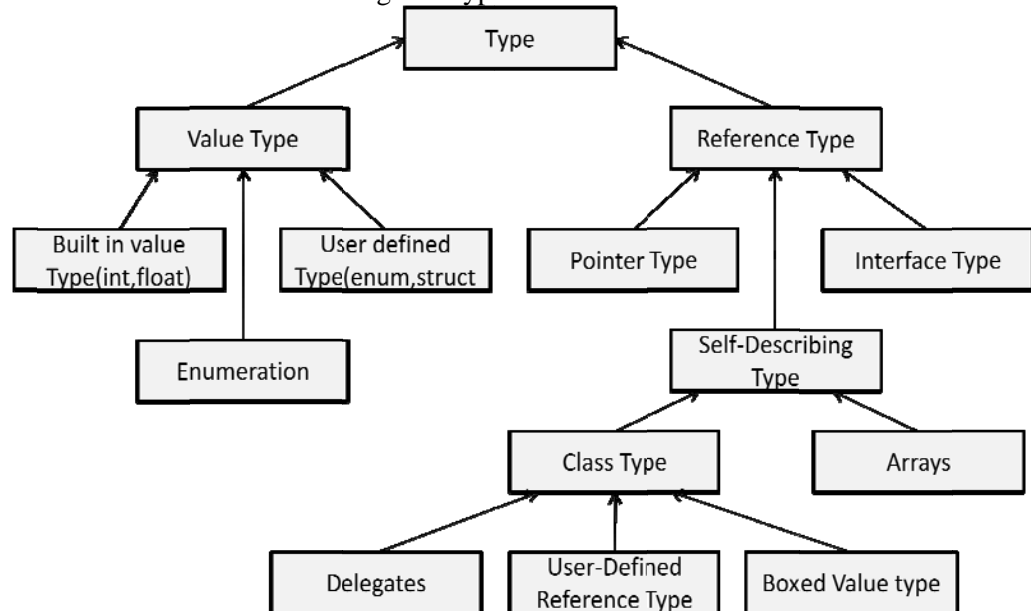 Type
Value Type
Reference Type
Built in value
Type(int,float)
User defined
Type(enum,struct
Pointer Type
Interface Type
Enumeration
Self-Describing
Type
Class Type
Arrays
Delegates
User-Defined
Reference Type
Boxed Value type